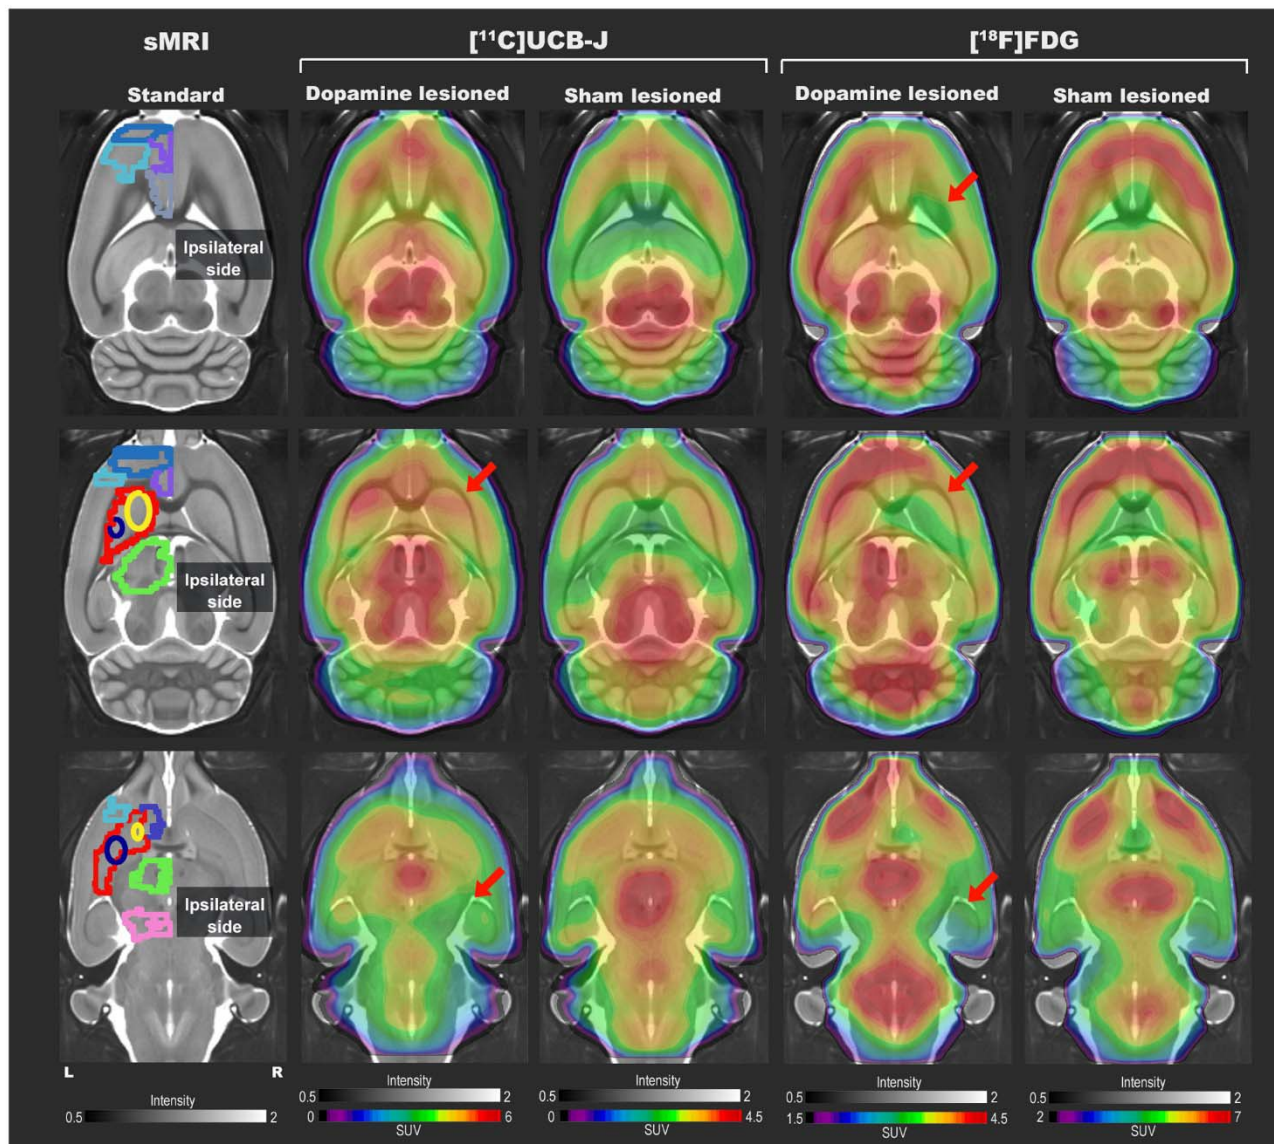 sMRI
[¹¹C]UCB-J
[¹⁸F]FDG
Standard
Dopamine lesioned
Sham lesioned
Dopamine lesioned
Sham lesioned
Ipsilateral
side
Ipsilateral
side
Ipsilateral
side
L R
Intensity
0.5 2
Intensity
0.5 2
0 6
SUV
Intensity
0.5 2
0 4.5
SUV
Intensity
0.5 2
1.5 4.5
SUV
Intensity
0.5 2
2 7
SUV